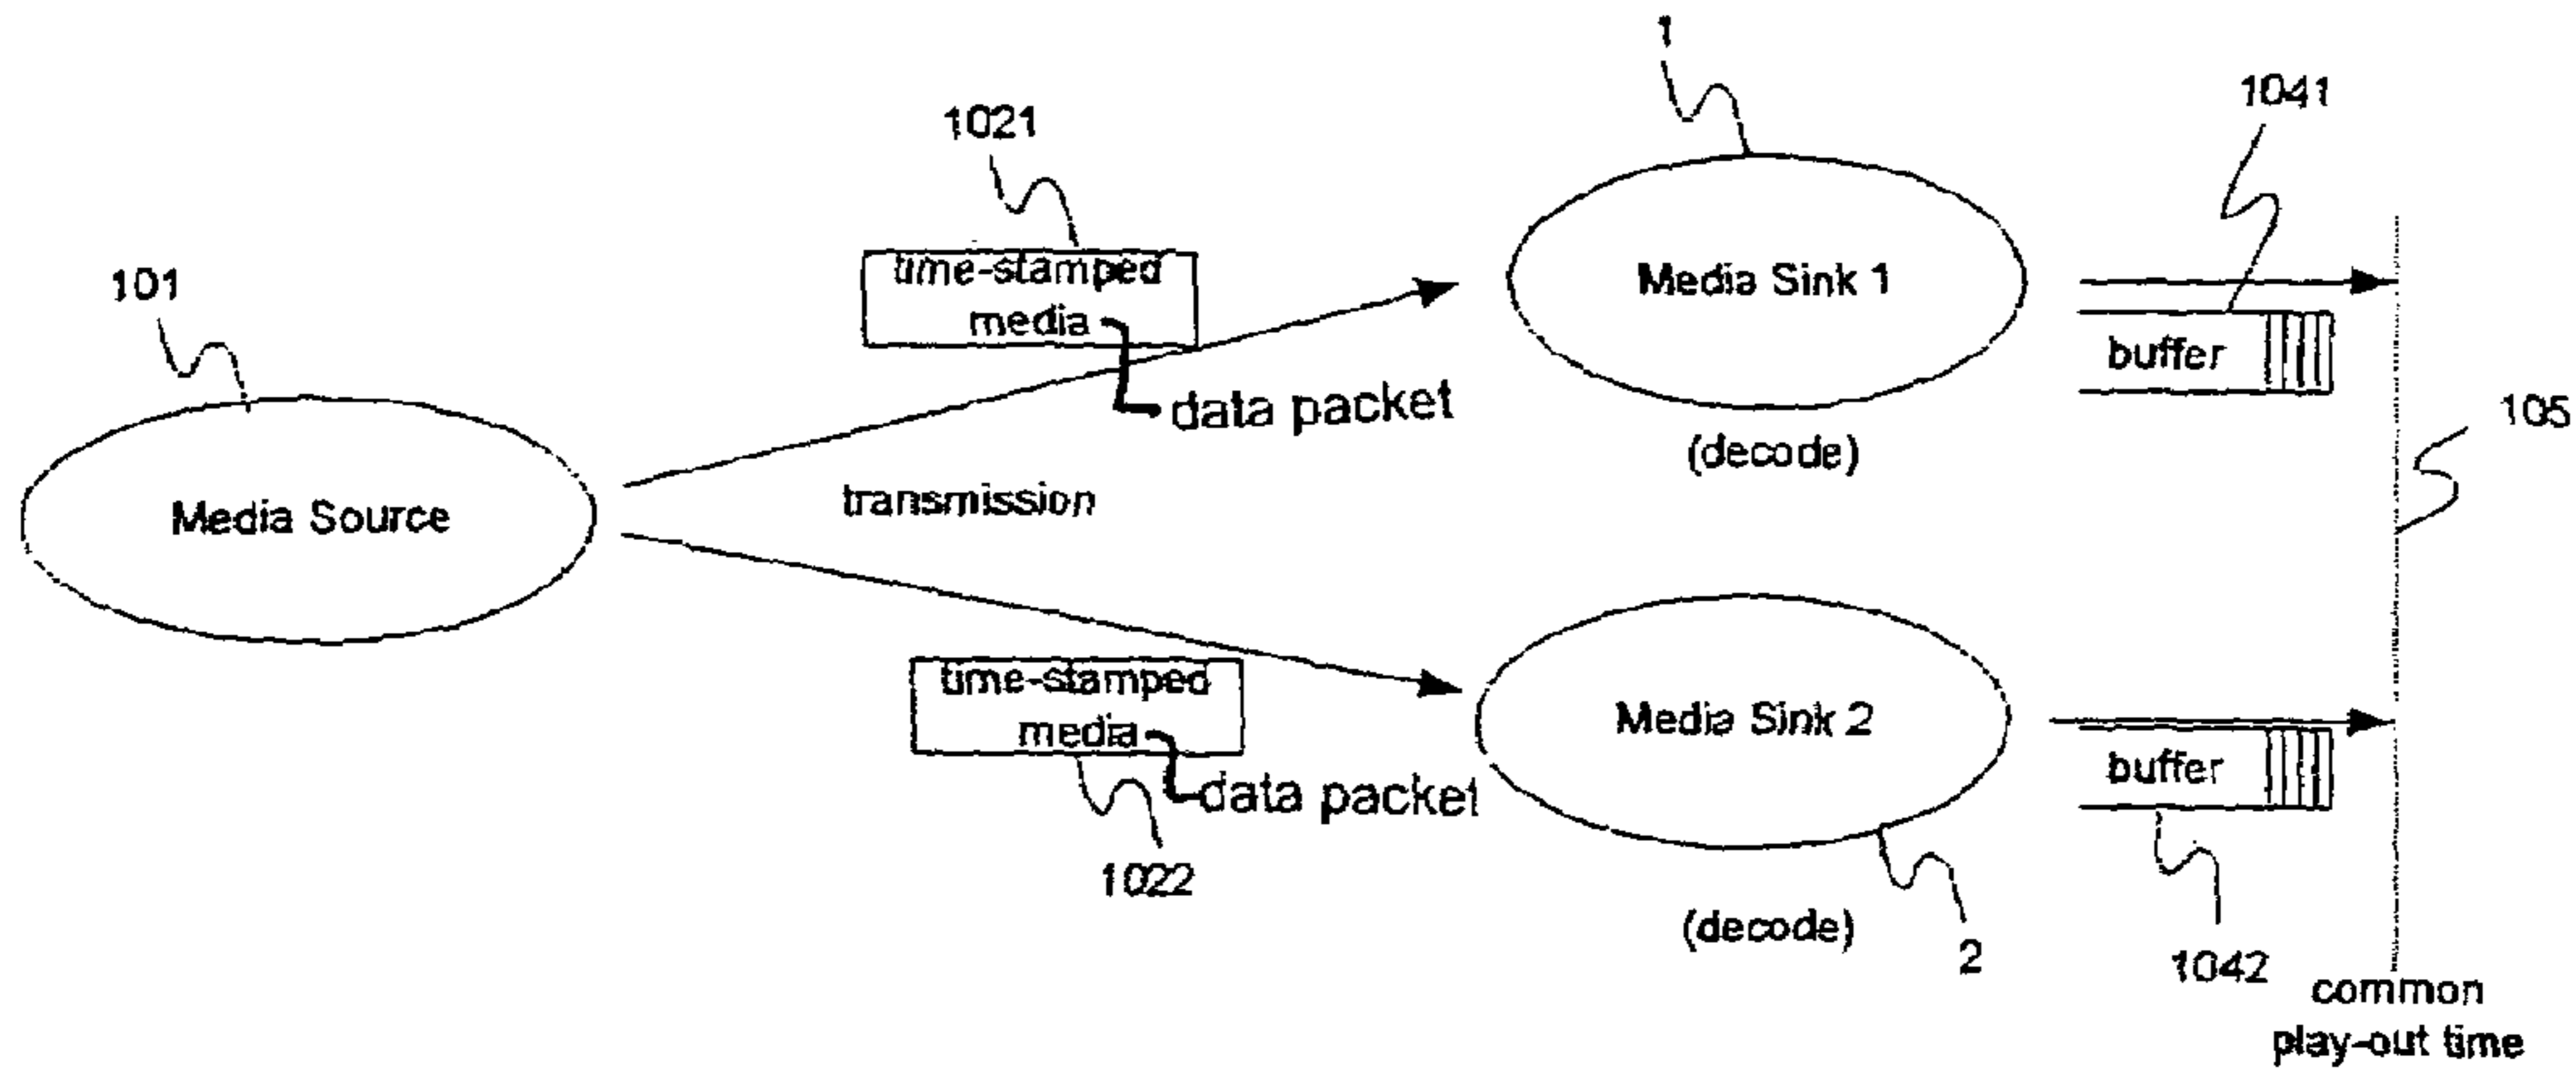 1
1041
1021
time-stamped
media
data packet
101
Media Sink 1
buffer
(decode)
105
Media Source
transmission
time-stamped
media
data packet
1022
Media Sink 2
buffer
(decode)
2
1042
common
play-out time